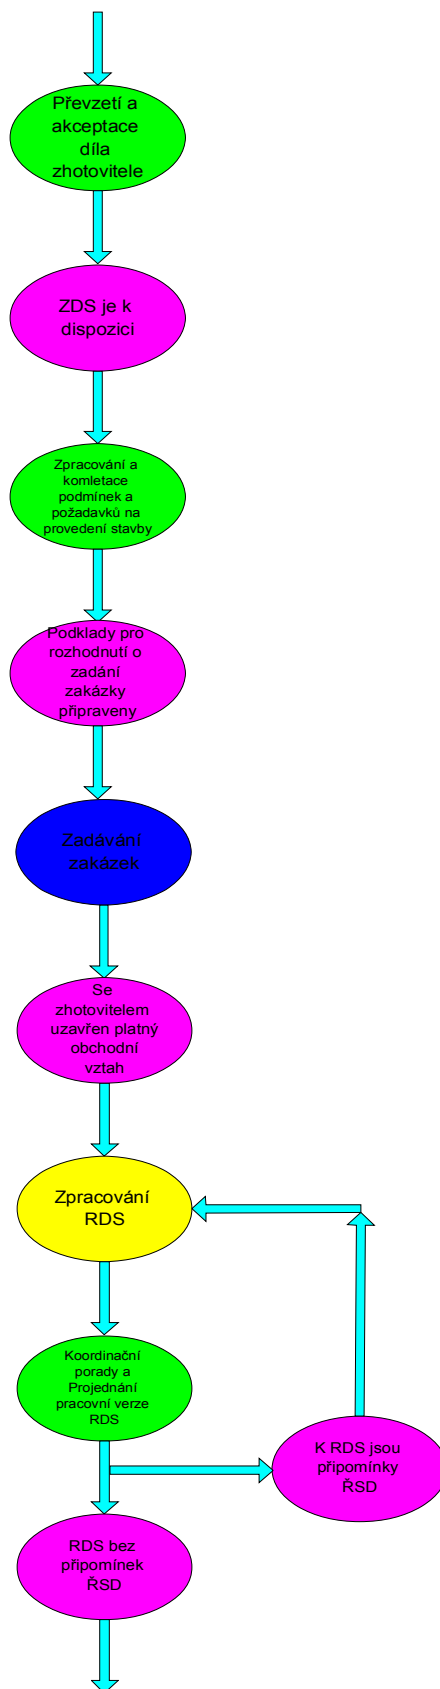 Převzetí a
akceptace
díla
zhotovitele
ZDS je k
dispozici
Zpracování a
komletace
podmínek a
požadavků na
provedení stavby
Podklady pro
rozhodnutí o
zadání
zakázky
připraveny
Zadávání
zakázek
Se
zhotovitelem
uzavřen platný
obchodní
vztah
Zpracování
RDS
Koordinační
porady a
Projednání
pracovní verze
RDS
K RDS jsou
připomínky
ŘSD
RDS bez
připomínek
ŘSD